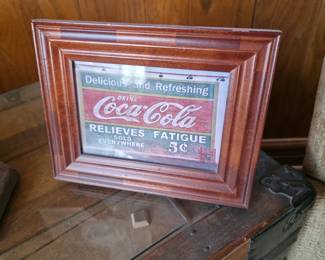 Delicious and Refreshing
DRINK
Coca-Cola
RELIEVES FATIGUE
SOLD
EVERYWHERE 5¢